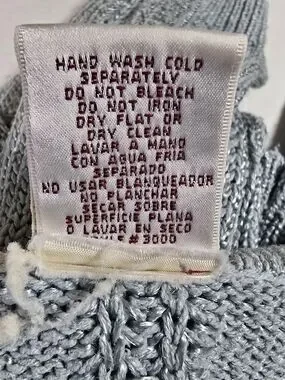 HAND WASH COLD
SEPARATELY
DO NOT BLEACH
DO NOT IRON
DRY FLAT OR
DRY CLEAN
LAVAR A MANO
CON AGUA FRIA
SEPARADO
NO USAR BLANQUEADOR
NO PLANCHAR
SECAR SOBRE
SUPERFICIE PLANA
O LAVAR EN SECO
# 3000